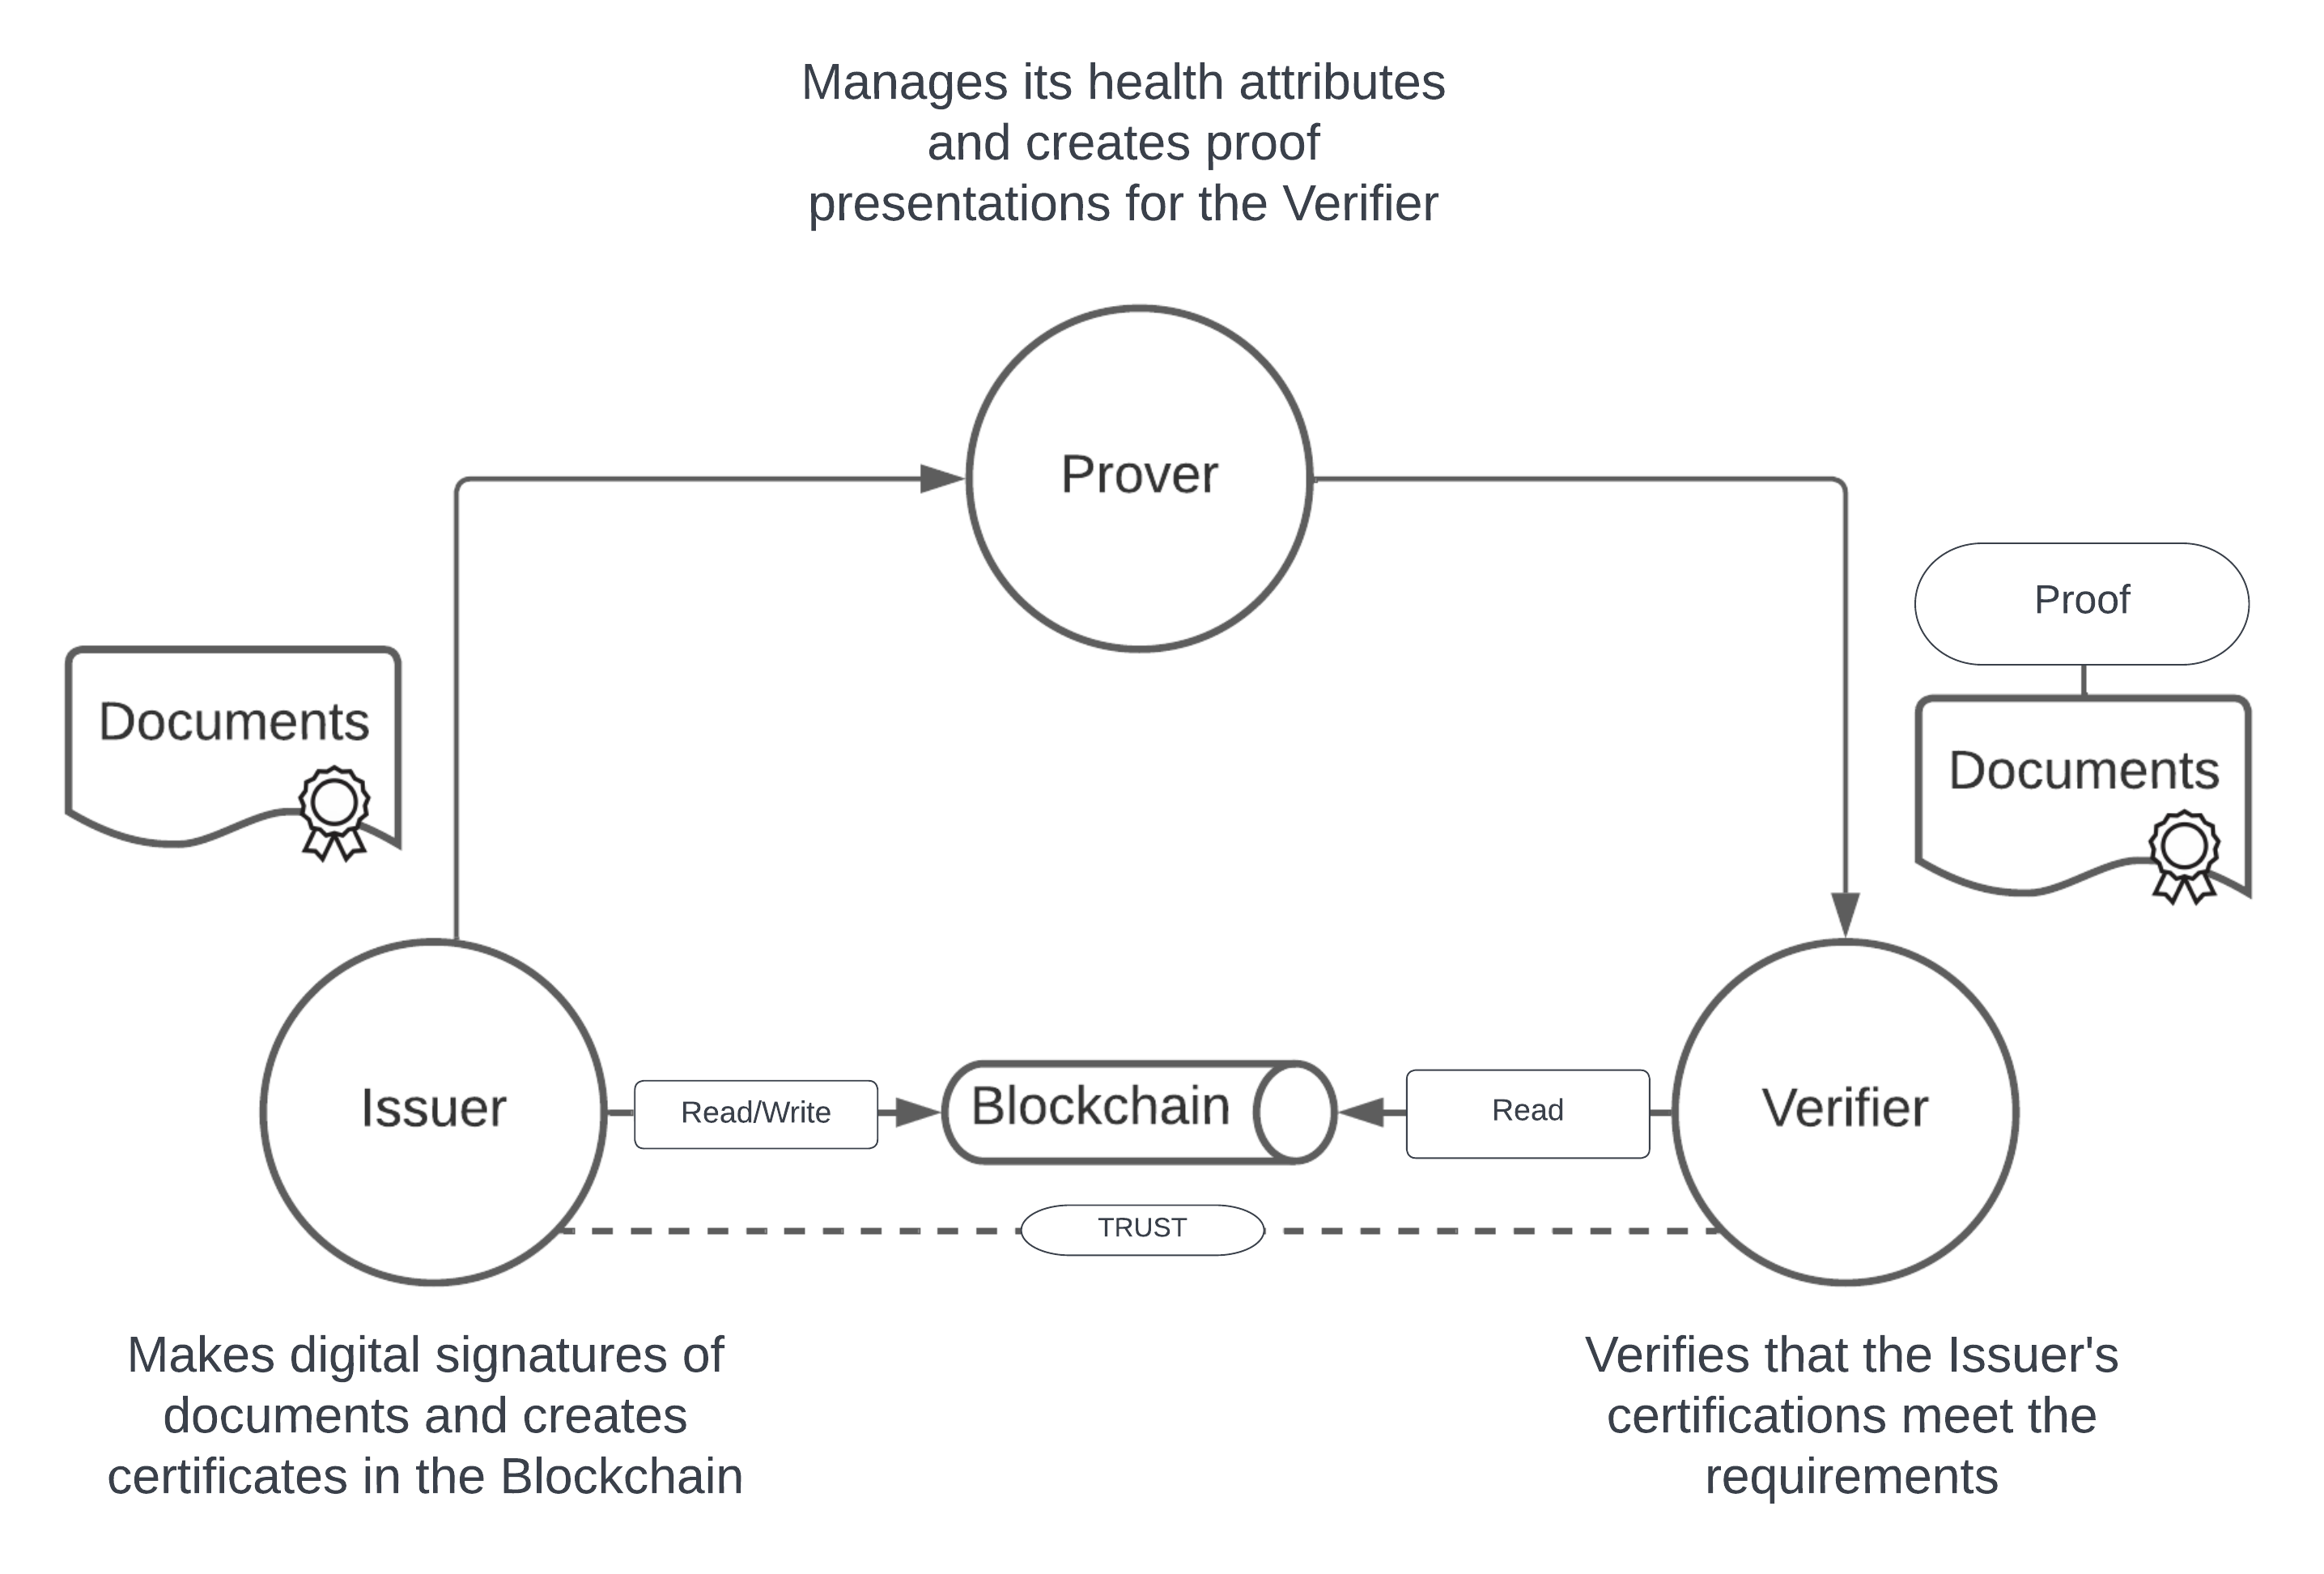 Manages its health attributes
and creates proof
presentations for the Verifier
Prover
Proof
Documents
Documents
Issuer
Read/Write
Blockchain
Read
Verifier
TRUST
Makes digital signatures of
documents and creates
certificates in the Blockchain
Verifies that the Issuer's
certifications meet the
requirements